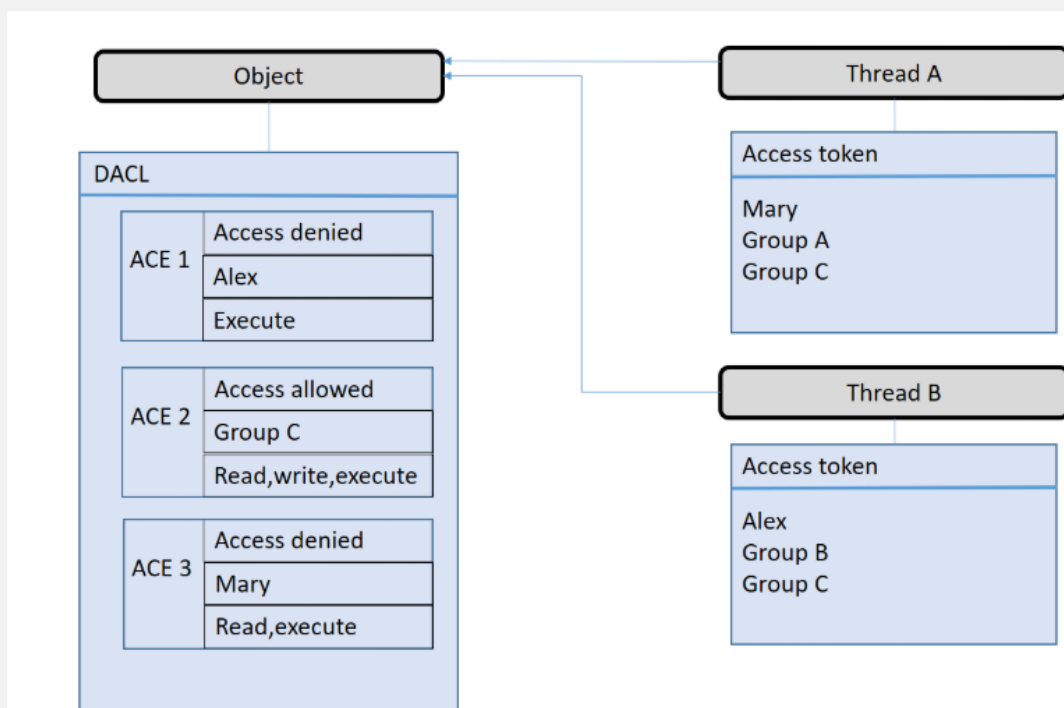 Object
DACL
ACE 1
Access denied
Alex
Execute
ACE 2
Access allowed
Group C
Read,write,execute
ACE 3
Access denied
Mary
Read,execute
Thread A
Access token
Mary
Group A
Group C
Thread B
Access token
Alex
Group B
Group C